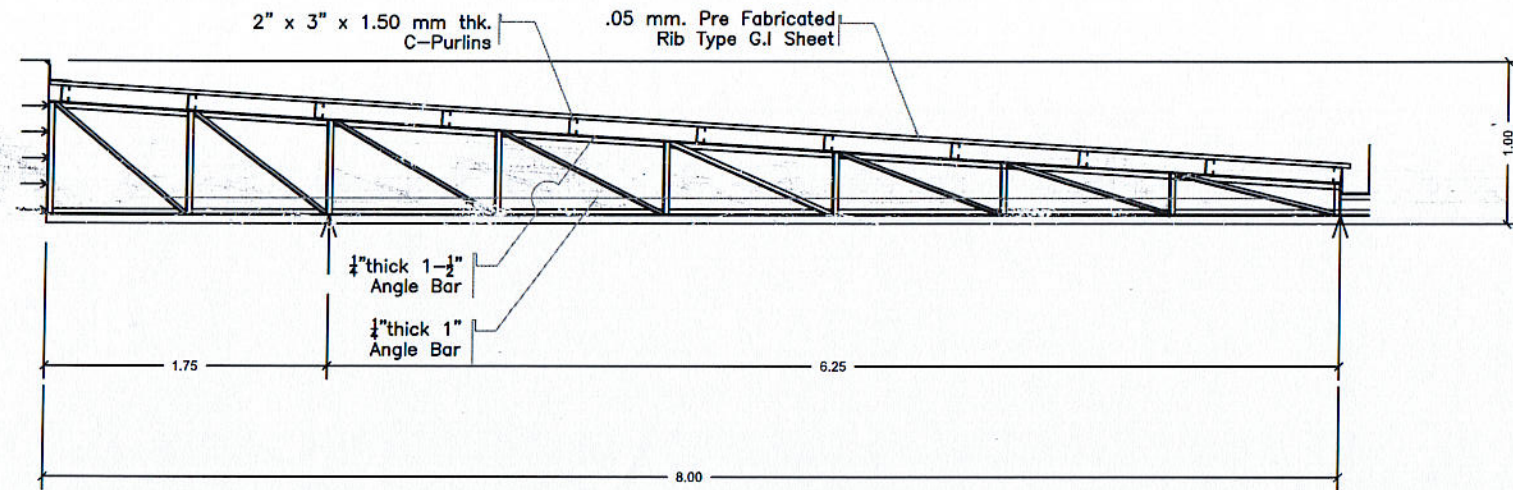 2" x 3" x 1.50 mm thk.
C-Purlins
.05 mm. Pre Fabricated
Rib Type G.I Sheet
1.00
¼"thick 1-½"
Angle Bar
¼"thick 1"
Angle Bar
1.75
6.25
8.00